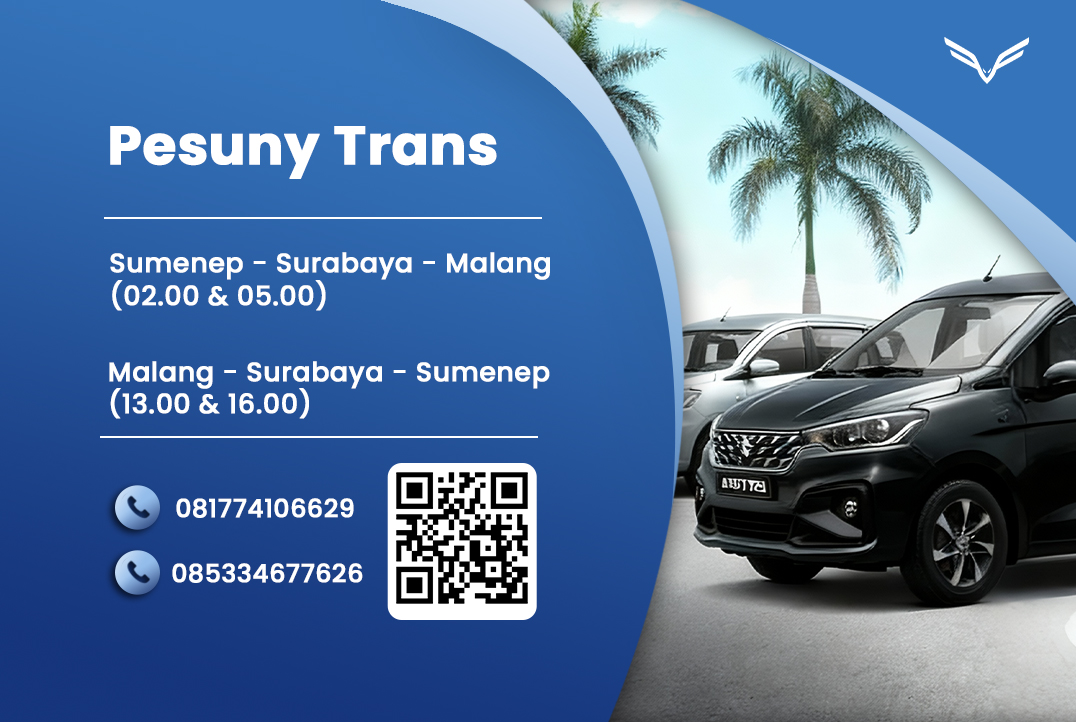 Pesuny Trans
Sumenep - Surabaya - Malang
(02.00 & 05.00)
Malang - Surabaya - Sumenep
(13.00 & 16.00)
081774106629
085334677626